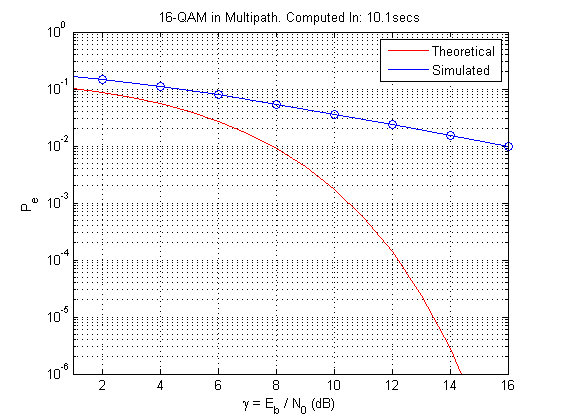 16-QAM in Multipath. Computed In: 10.1secs
10^0
10^-1
10^-2
10^-3
10^-4
10^-5
10^-6
P_e
Theoretical
Simulated
2 4 6 8 10 12 14 16
γ = E_b / N_0 (dB)